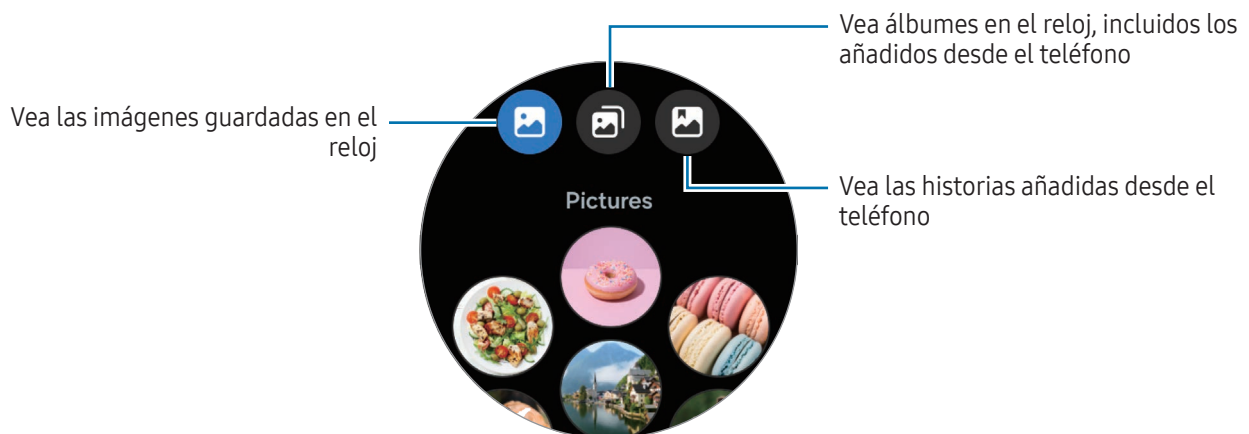 Vea álbumes en el reloj, incluidos los
añadidos desde el teléfono
Vea las imágenes guardadas en el
reloj
Vea las historias añadidas desde el
teléfono
Pictures